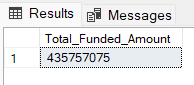 Results Messages
Total_Funded_Amount
1 435757075